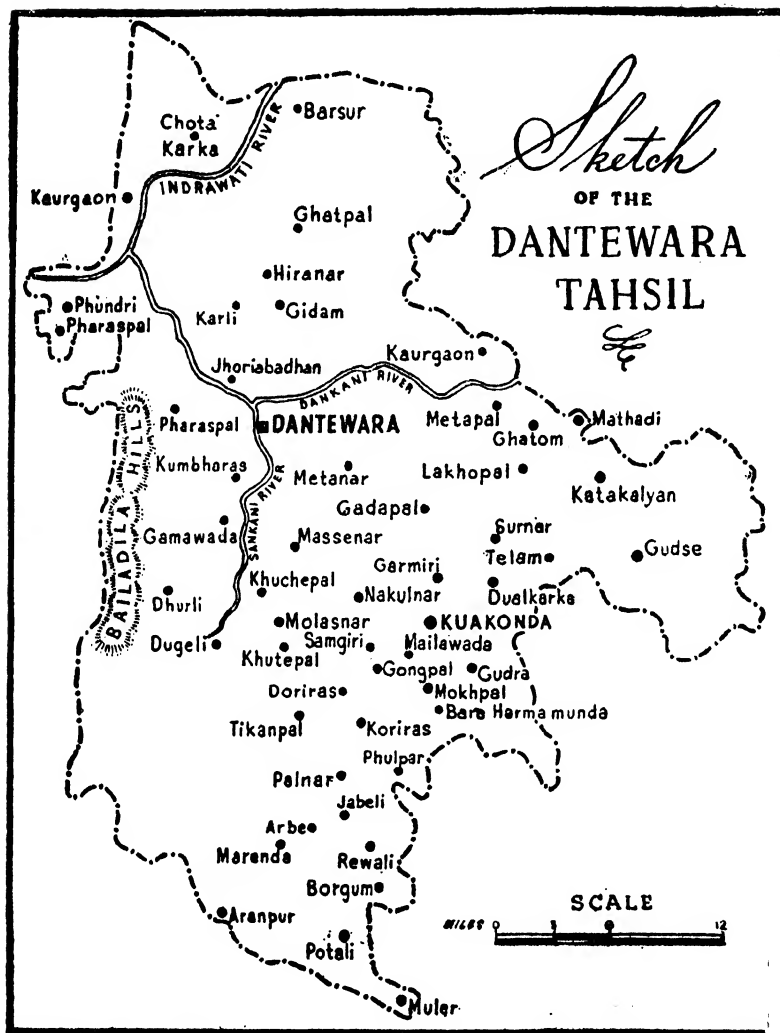 Sketch
OF THE
DANTEWARA
TAHSIL
Barsur
Chota
Karka
INDRAWATI RIVER
Kaurgaon
Ghatpal
Hiranar
Phundri
Karli
Gidam
Pharaspal
Kaurgaon
Jhoriabadhan
DANKANI RIVER
Pharaspal
DANTEWARA
Metapal
Mathadi
Ghatom
BAILADILA HILLS
Kumbharas
SANKANI RIVER
Metanar
Lakhopal
Katakalyan
Gadapal
Gamawada
Massenar
Surnar
Telam
Gudse
Garmiri
Dhurli
Khuchepal
Nakulnar
Dualkarka
Molasnar
KUAKONDA
Dugeli
Khutepal
Samgiri
Mailawada
Gongpal
Gudra
Doriras
Mokhpal
Bara Harmamunda
Tikanpal
Koriras
Phulpar
Palnar
Jabeli
Arbe
Marenda
Rewali
Borgum
Aranpur
Potali
Muler
SCALE
MILES 0 12